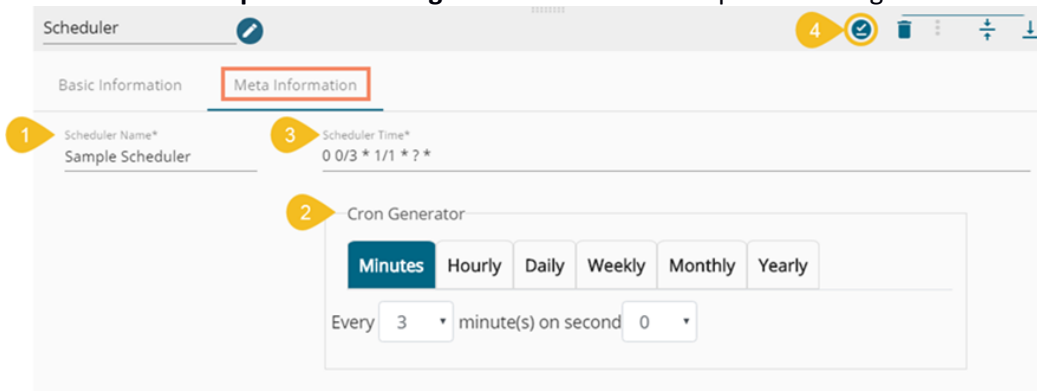 Scheduler
4
Basic Information Meta Information
1 Scheduler Name* 3 Scheduler Time*
Sample Scheduler 0 0/3 * 1/1 * ? *
2 Cron Generator
Minutes Hourly Daily Weekly Monthly Yearly
Every 3 minute(s) on second 0